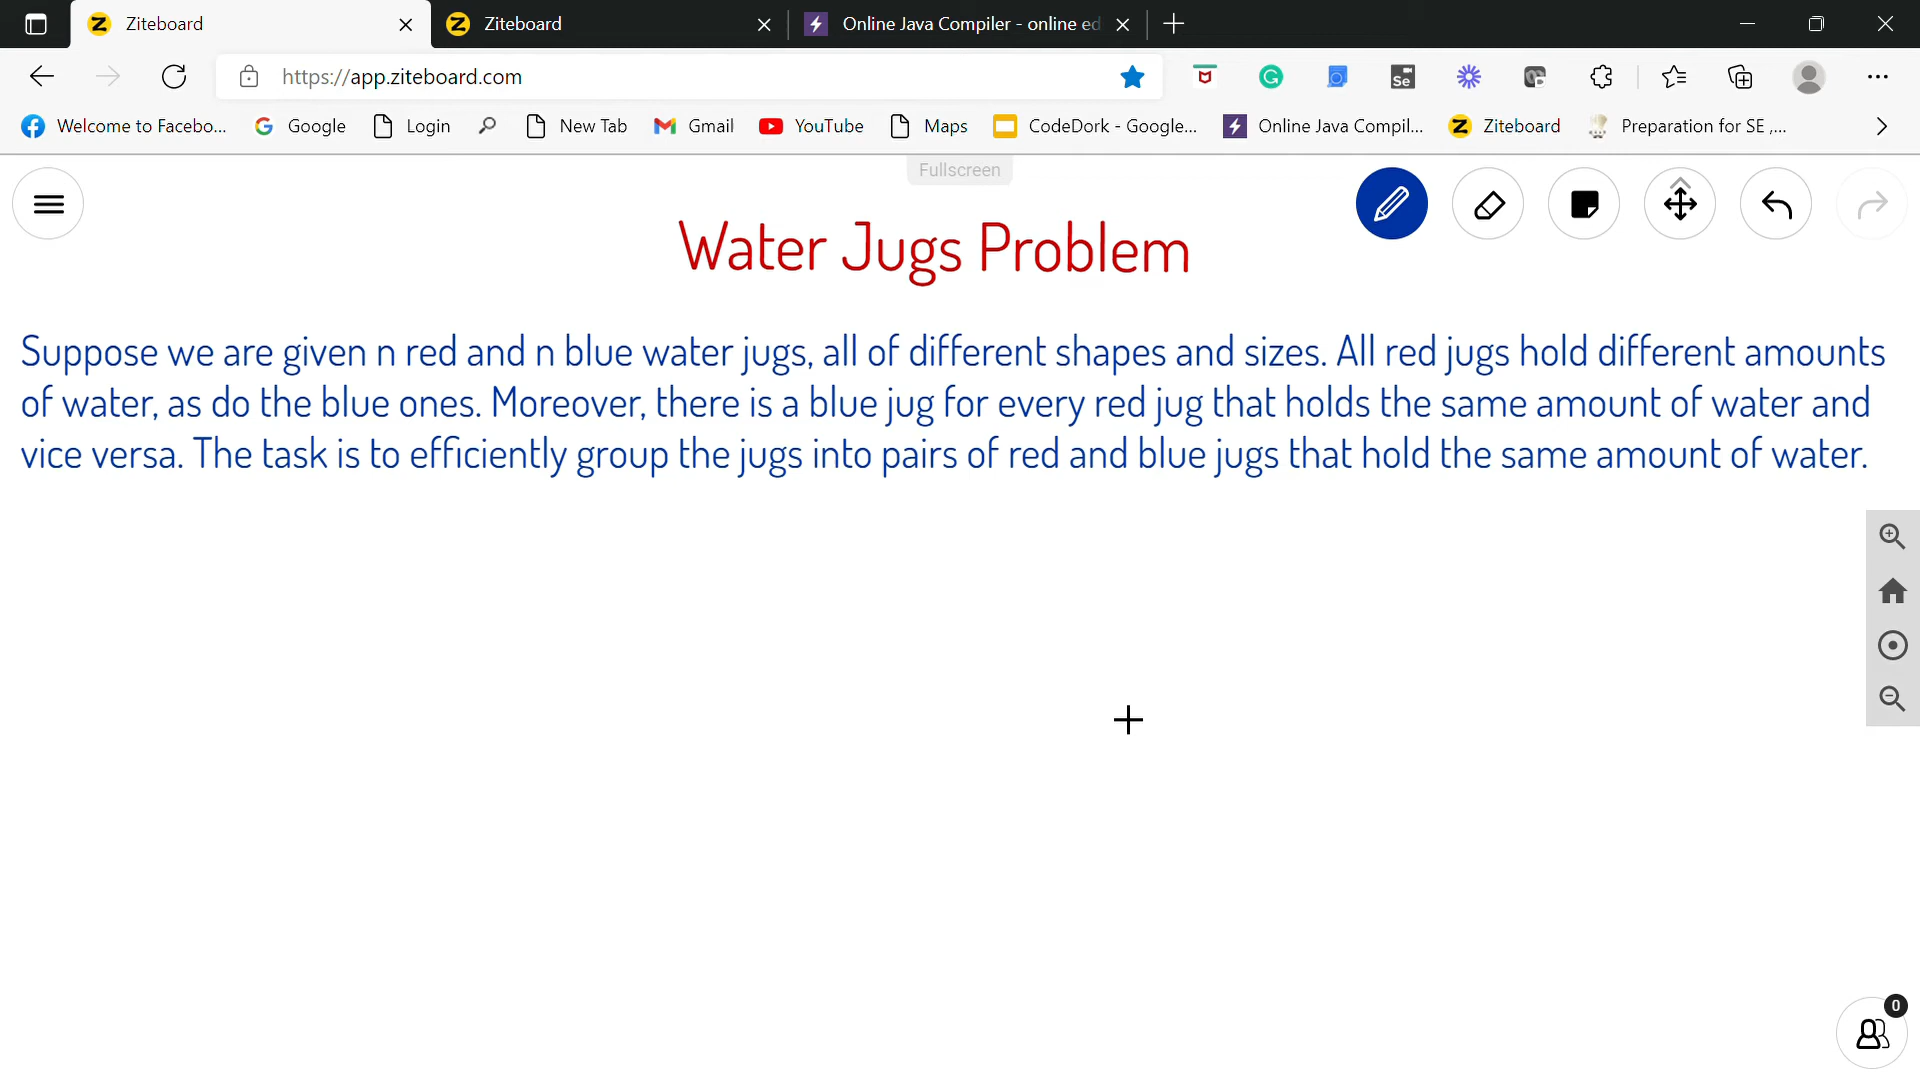 Ziteboard
Ziteboard
Online Java Compiler - online ed
https://app.ziteboard.com
Se
Welcome to Facebo...
Google
Login
New Tab
Gmail
YouTube
Maps
CodeDork - Google...
Online Java Compil...
Ziteboard
Preparation for SE ,...
Fullscreen
Water Jugs Problem
Suppose we are given n red and n blue water jugs, all of different shapes and sizes. All red jugs hold different amounts
of water, as do the blue ones. Moreover, there is a blue jug for every red jug that holds the same amount of water and
vice versa. The task is to efficiently group the jugs into pairs of red and blue jugs that hold the same amount of water.
0